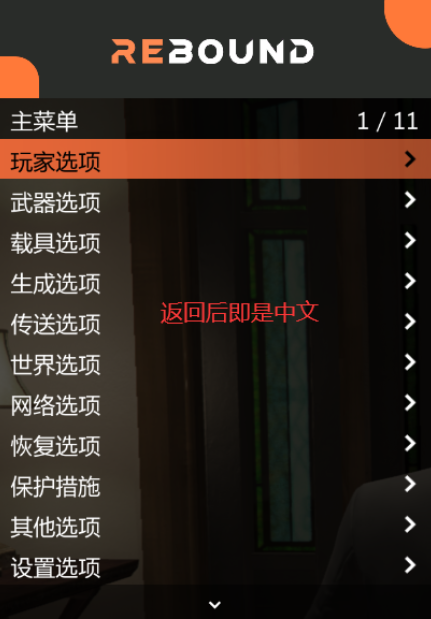 REBOUND
主菜单 1 / 11
玩家选项
武器选项
载具选项
生成选项
传送选项
返回后即是中文
世界选项
网络选项
恢复选项
保护措施
其他选项
设置选项